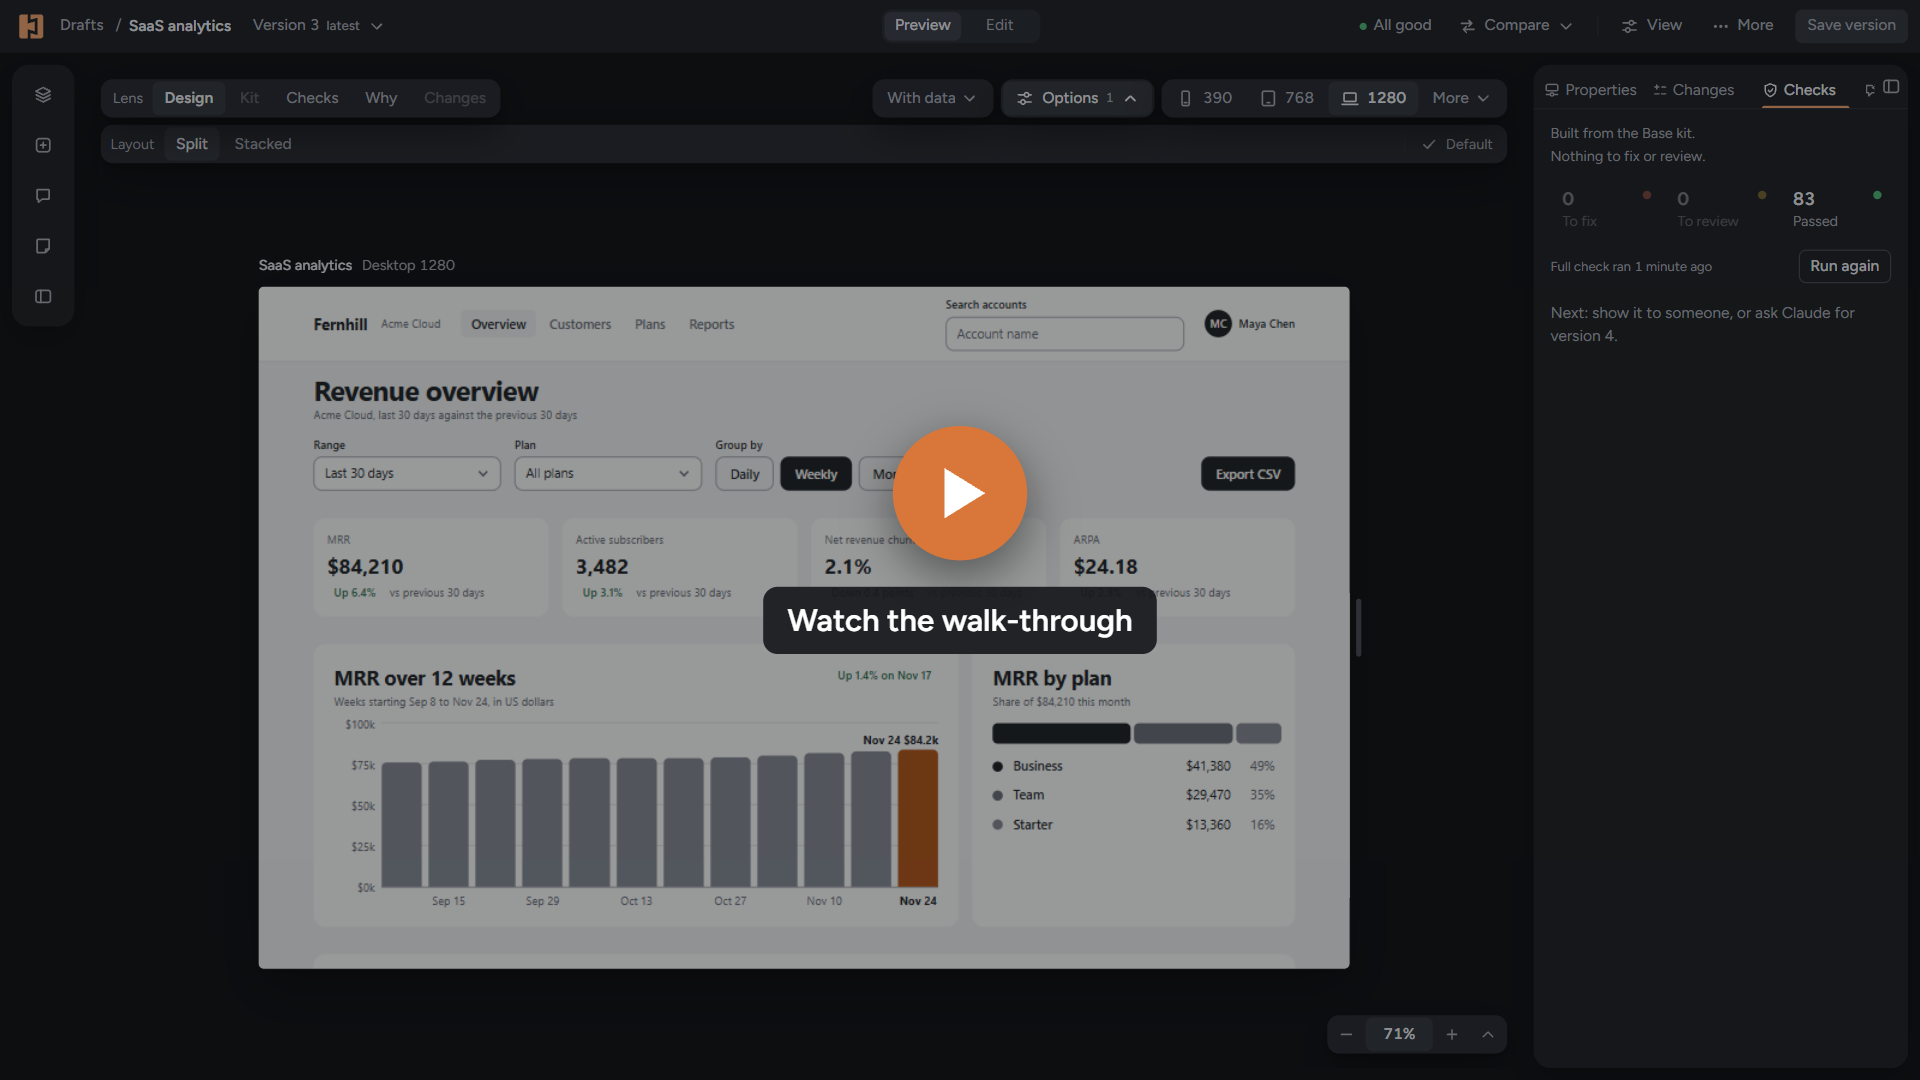 Drafts / SaaS analytics Version 3 latest
Preview Edit
All good Compare View More Save version
Lens Design Kit Checks Why Changes
With data Options 1 390 768 1280 More
Layout Split Stacked Default
Properties Changes Checks
Built from the Base kit.
Nothing to fix or review.
0 To fix
0 To review
83 Passed
Full check ran 1 minute ago Run again
Next: show it to someone, or ask Claude for
version 4.
SaaS analytics Desktop 1280
Fernhill Acme Cloud Overview Customers Plans Reports
Search accounts
Account name
MC Maya Chen
Revenue overview
Acme Cloud, last 30 days against the previous 30 days
Range Plan Group by
Last 30 days All plans Daily Weekly Mon Export CSV
MRR
$84,210
Up 6.4% vs previous 30 days
Active subscribers
3,482
Up 3.1% vs previous 30 days
Net revenue churn
2.1%
ARPA
$24.18
previous 30 days
Watch the walk-through
MRR over 12 weeks
Up 1.4% on Nov 17
Weeks starting Sep 8 to Nov 24, in US dollars
$100k
Nov 24 $84.2k
$75k
$50k
$25k
$0k
Sep 15 Sep 29 Oct 13 Oct 27 Nov 10 Nov 24
MRR by plan
Share of $84,210 this month
Business $41,380 49%
Team $29,470 35%
Starter $13,360 16%
71%